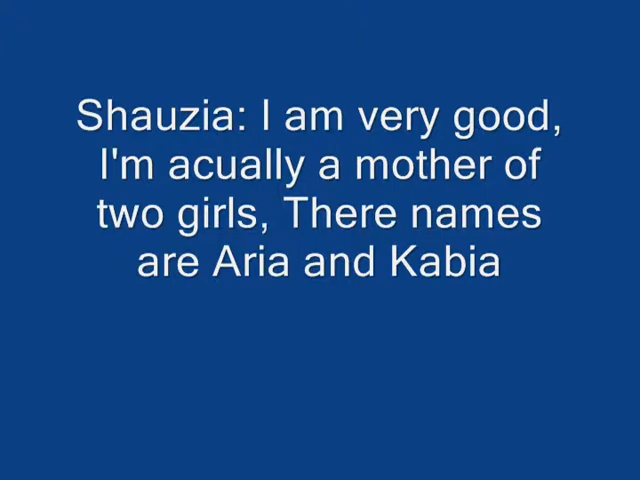 Shauzia: I am very good,
I'm acually a mother of
two girls, There names
are Aria and Kabia